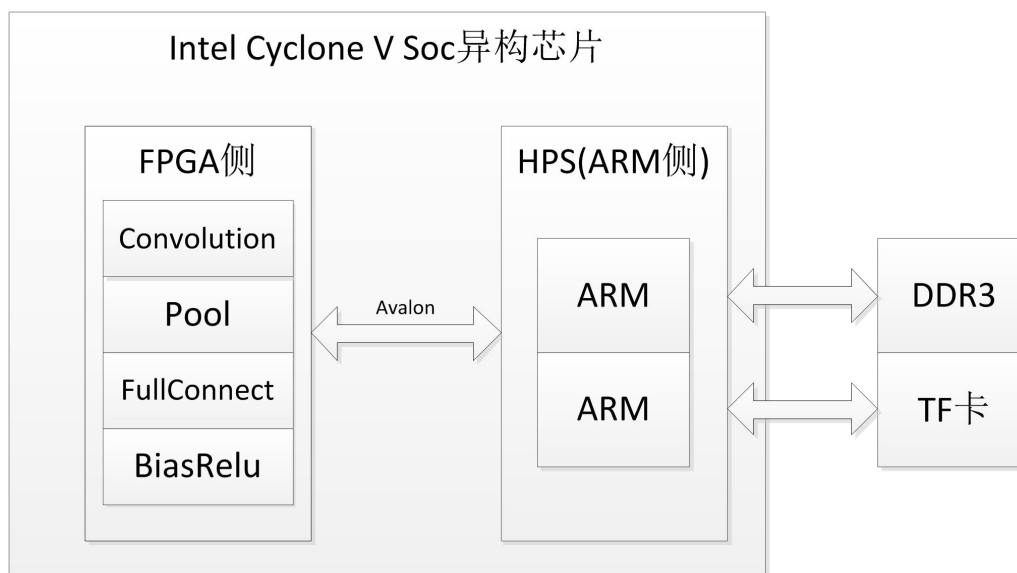 Intel Cyclone V Soc异构芯片
FPGA侧
Convolution
Pool
FullConnect
BiasRelu
Avalon
HPS(ARM侧)
ARM
ARM
DDR3
TF卡